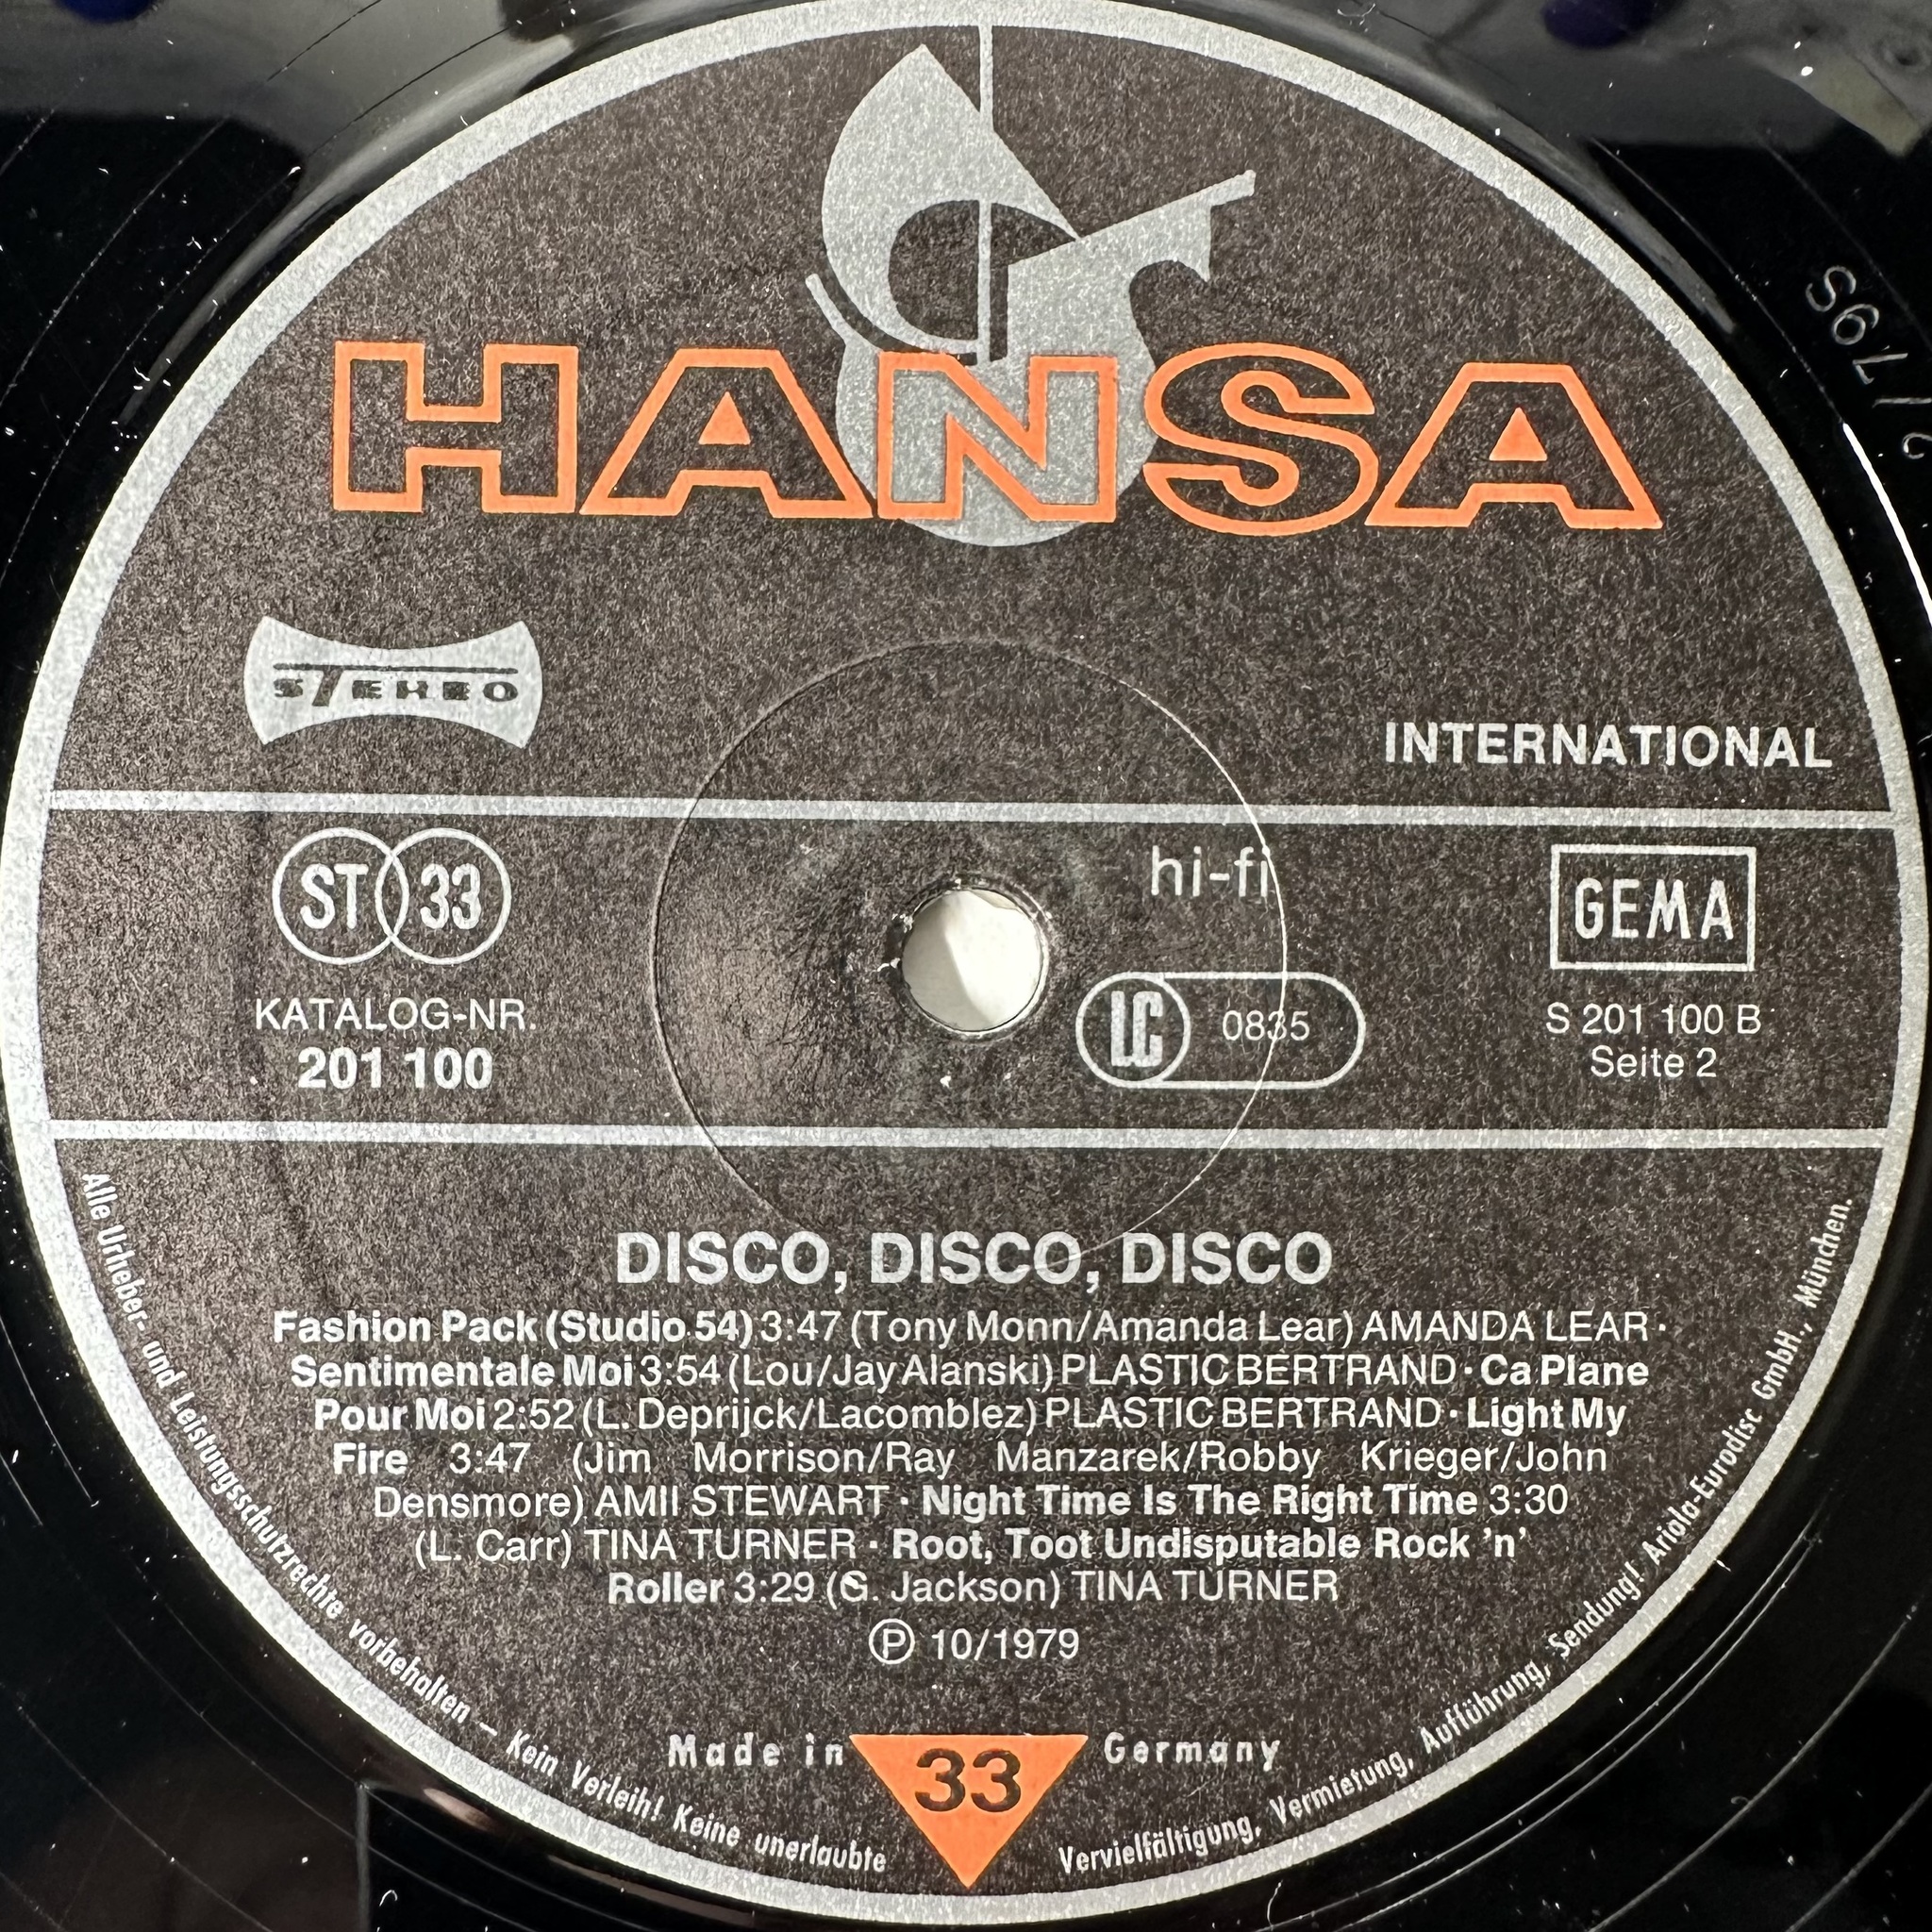 HANSA
STEREO
INTERNATIONAL
ST 33
hi-fi
GEMA
KATALOG-NR.
201 100
LC 0835
S 201 100 B
Seite 2
DISCO, DISCO, DISCO
Fashion Pack (Studio 54) 3:47 (Tony Monn/Amanda Lear) AMANDA LEAR ·
Sentimentale Moi 3:54 (Lou/Jay Alanski) PLASTIC BERTRAND · Ca Plane
Pour Moi 2:52 (L. Deprijck/Lacomblez) PLASTIC BERTRAND · Light My
Fire 3:47 (Jim Morrison/Ray Manzarek/Robby Krieger/John
Densmore) AMII STEWART · Night Time Is The Right Time 3:30
(L. Carr) TINA TURNER · Root, Toot Undisputable Rock 'n'
Roller 3:29 (G. Jackson) TINA TURNER
Ⓟ 10/1979
Made in 33 Germany
Alle Urheber- und Leistungsschutzrechte vorbehalten – Kein Verleih! Keine unerlaubte Vervielfältigung, Vermietung, Aufführung, Sendung! Ariola-Eurodisc GmbH., München.